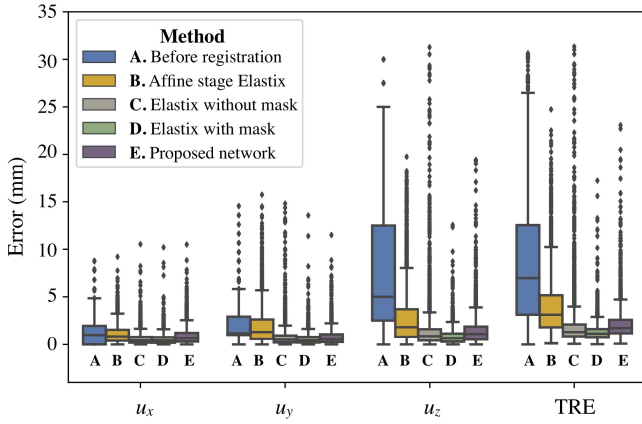 35
30
25
20
15
10
5
0
Error (mm)
Method
A. Before registration
B. Affine stage Elastix
C. Elastix without mask
D. Elastix with mask
E. Proposed network
A B C D E A B C D E A B C D E A B C D E
u_x u_y u_z TRE